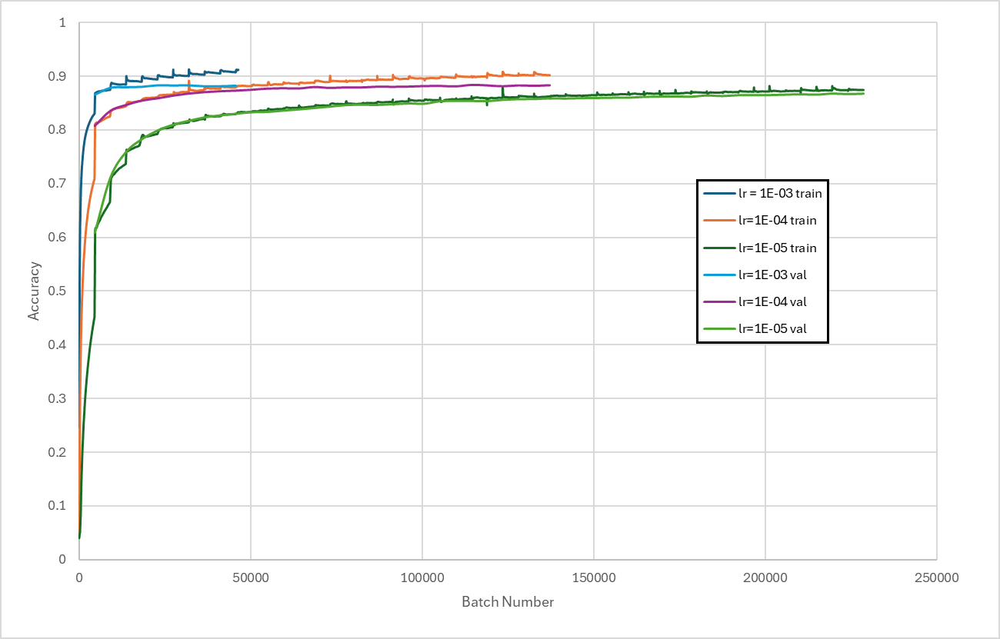 1
0.9
0.8
0.7
0.6
0.5
0.4
0.3
0.2
0.1
0
Accuracy
0 50000 100000 150000 200000 250000
Batch Number
lr = 1E-03 train
lr=1E-04 train
lr=1E-05 train
lr=1E-03 val
lr=1E-04 val
lr=1E-05 val